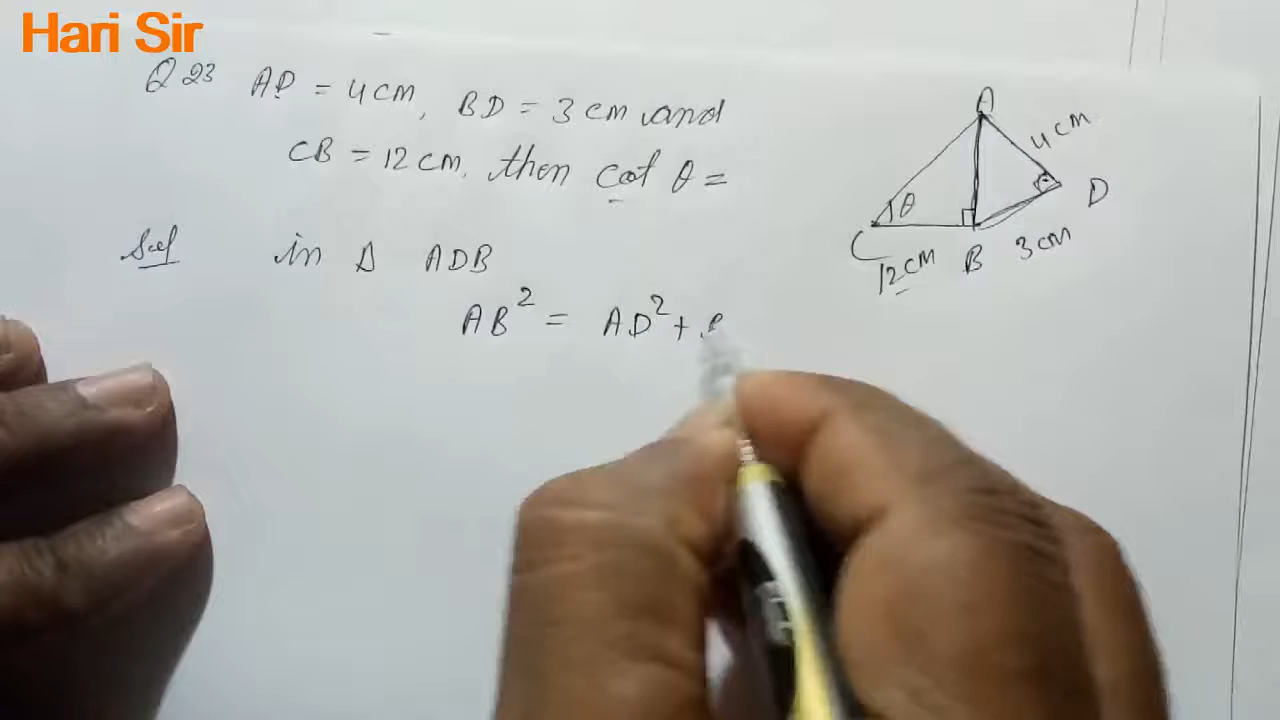 Hari Sir
Q 23 AD = 4 cm, BD = 3 cm and
CB = 12 cm, then cot θ =
Sol in Δ ADB
AB² = AD² +
A
4 cm
θ
D
C
12 cm
B
3 cm